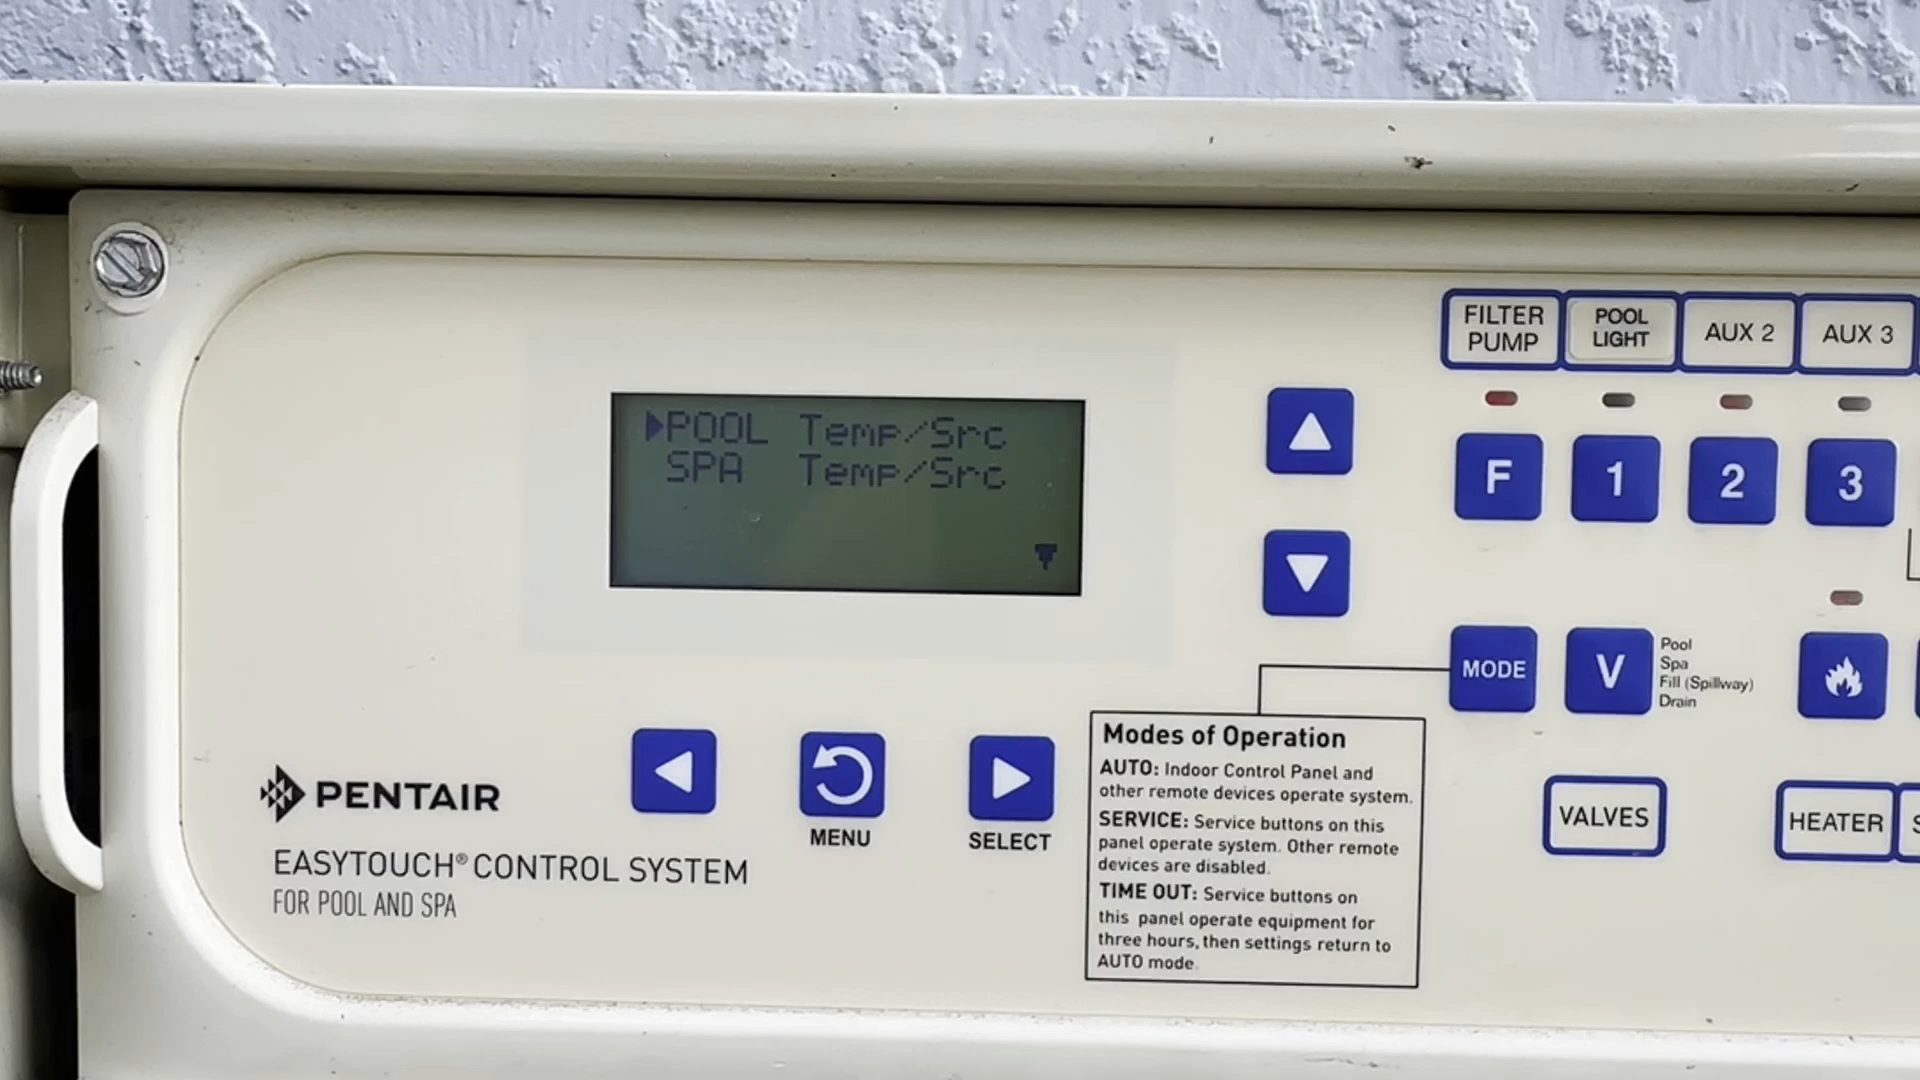 POOL Temp/Src
SPA Temp/Src
FILTER
PUMP
POOL
LIGHT
AUX 2
AUX 3
F
1
2
3
MODE
V
Pool
Spa
Fill (Spillway)
Drain
PENTAIR
EASYTOUCH® CONTROL SYSTEM
FOR POOL AND SPA
MENU
SELECT
Modes of Operation
AUTO: Indoor Control Panel and
other remote devices operate system.
SERVICE: Service buttons on this
panel operate system. Other remote
devices are disabled.
TIME OUT: Service buttons on
this panel operate equipment for
three hours, then settings return to
AUTO mode.
VALVES
HEATER